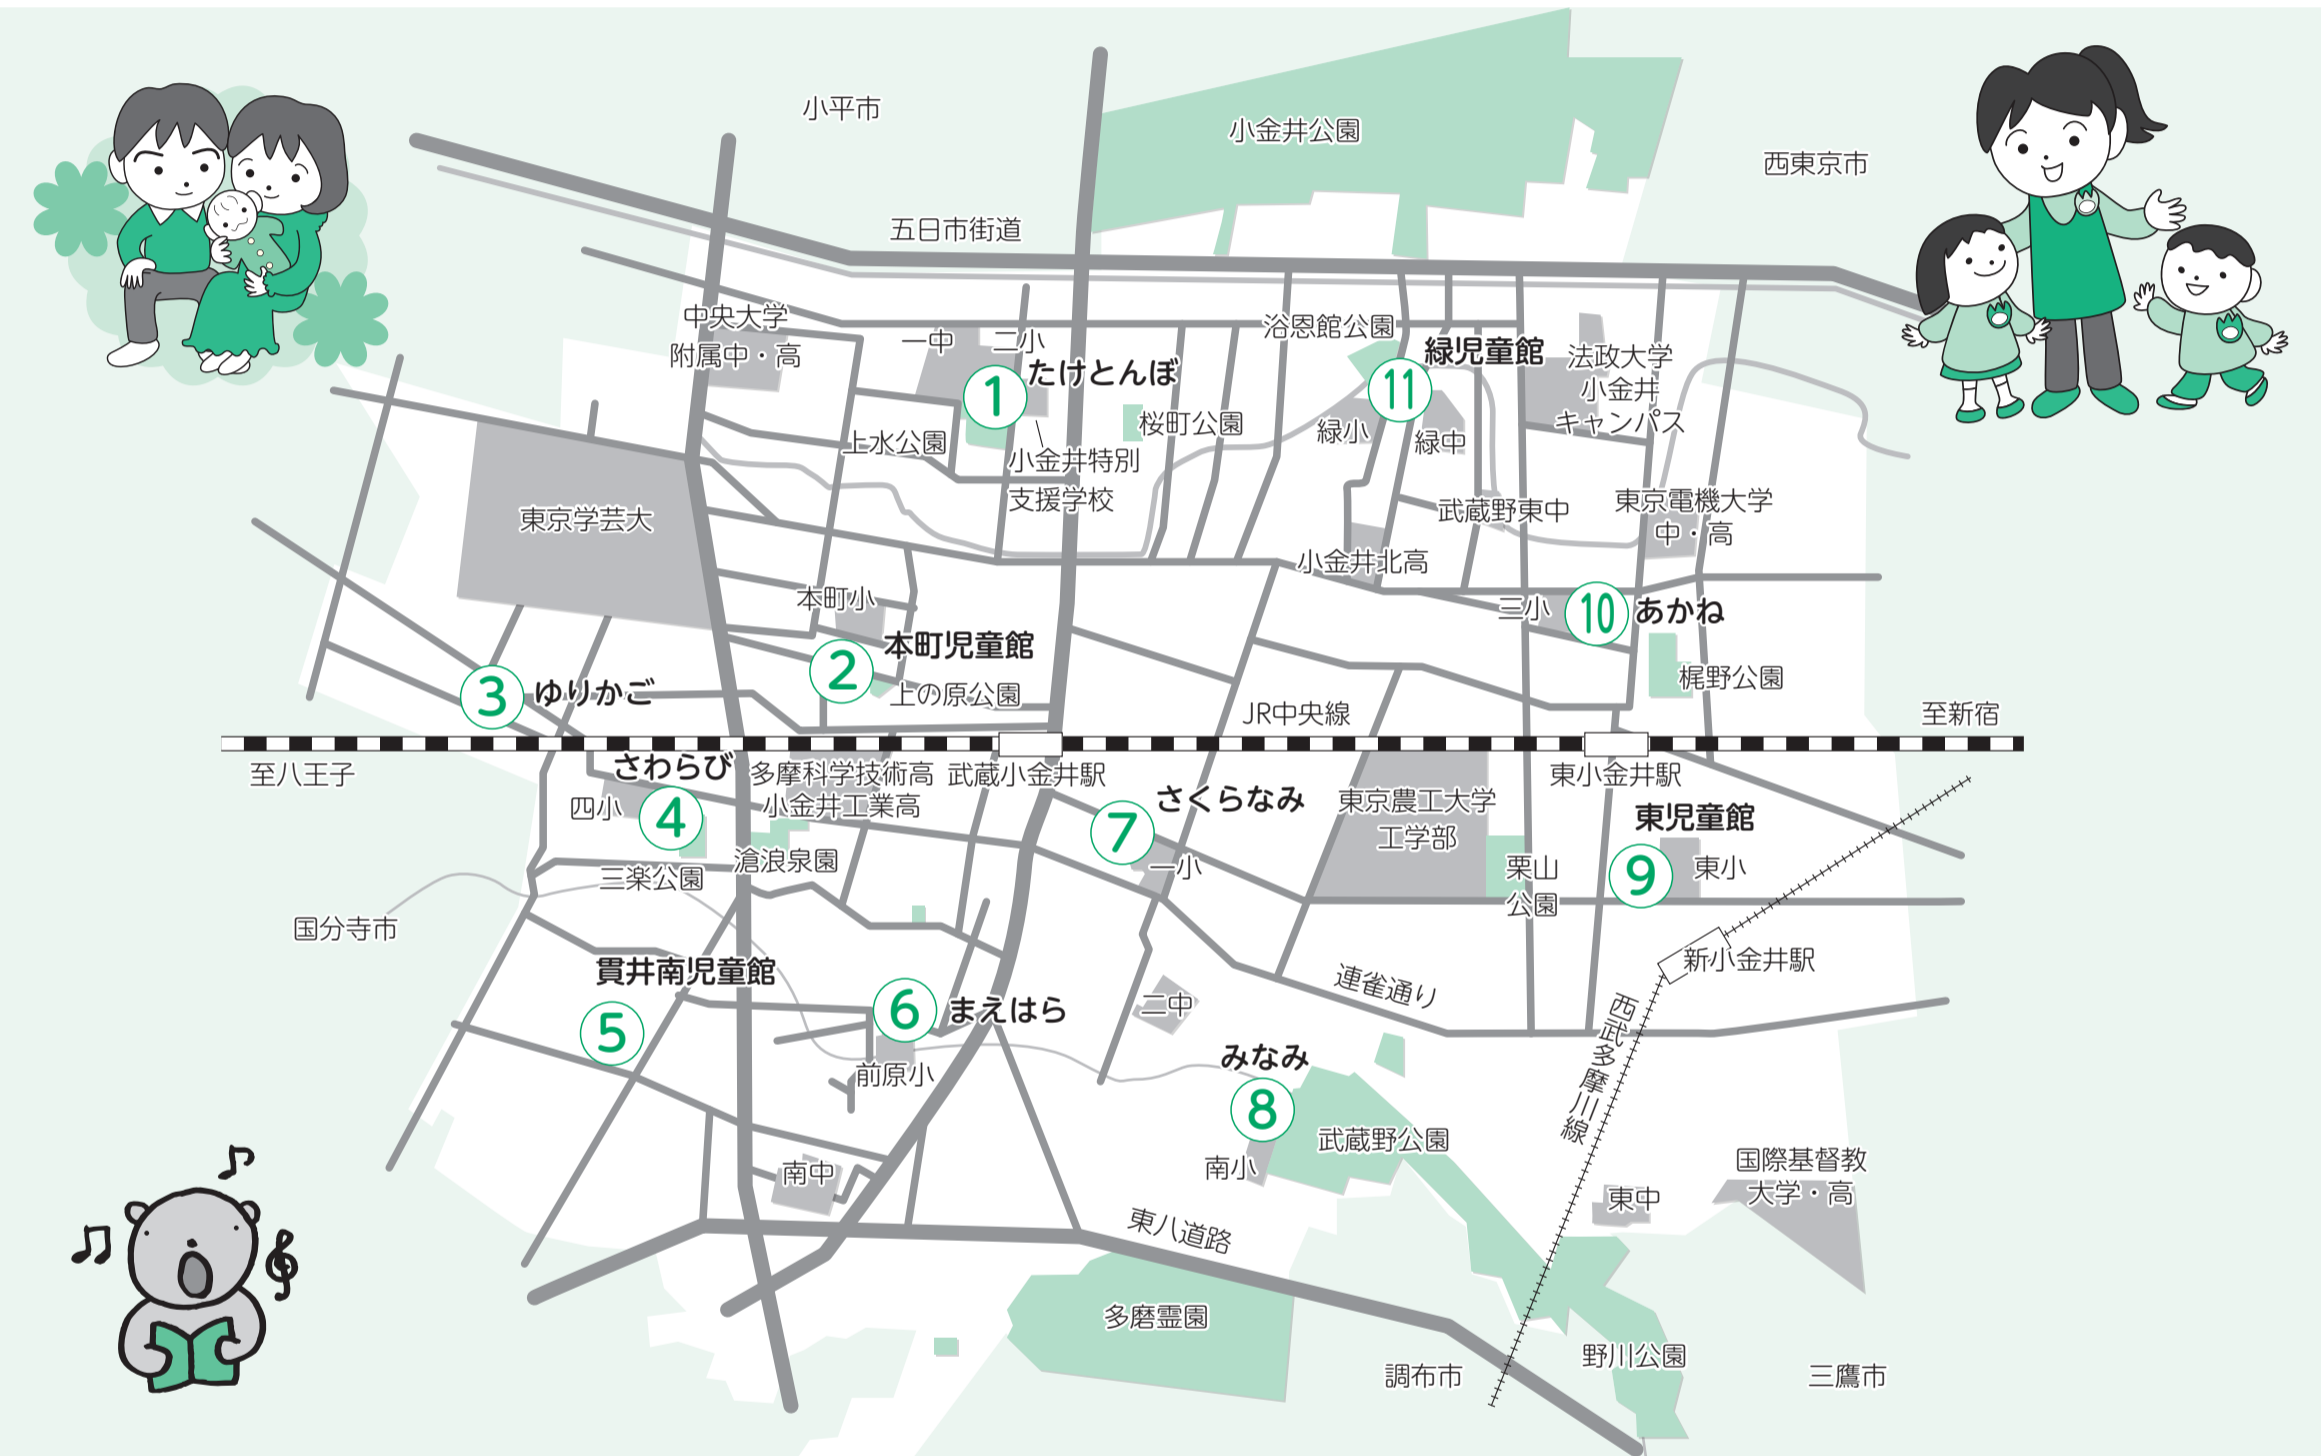 小平市
小金井公園
西東京市
五日市街道
中央大学
附属中・高
一中
二小
浴恩館公園
緑児童館
法政大学
小金井
キャンパス
1
たけとんぼ
11
桜町公園
上水公園
緑小
緑中
小金井特別
支援学校
東京学芸大
武蔵野東中
東京電機大学
中・高
小金井北高
本町小
三小
10
あかね
2
本町児童館
上の原公園
梶野公園
3
ゆりかご
JR中央線
至新宿
至八王子
さわらび
多摩科学技術高
小金井工業高
武蔵小金井駅
東小金井駅
四小
4
7
さくらなみ
東京農工大学
工学部
東児童館
滄浪泉園
一小
栗山
公園
9
東小
三楽公園
国分寺市
新小金井駅
貫井南児童館
5
6
まえはら
二中
連雀通り
西武多摩川線
前原小
みなみ
8
武蔵野公園
南小
南中
国際基督教
大学・高
東中
東八道路
多磨霊園
調布市
野川公園
三鷹市